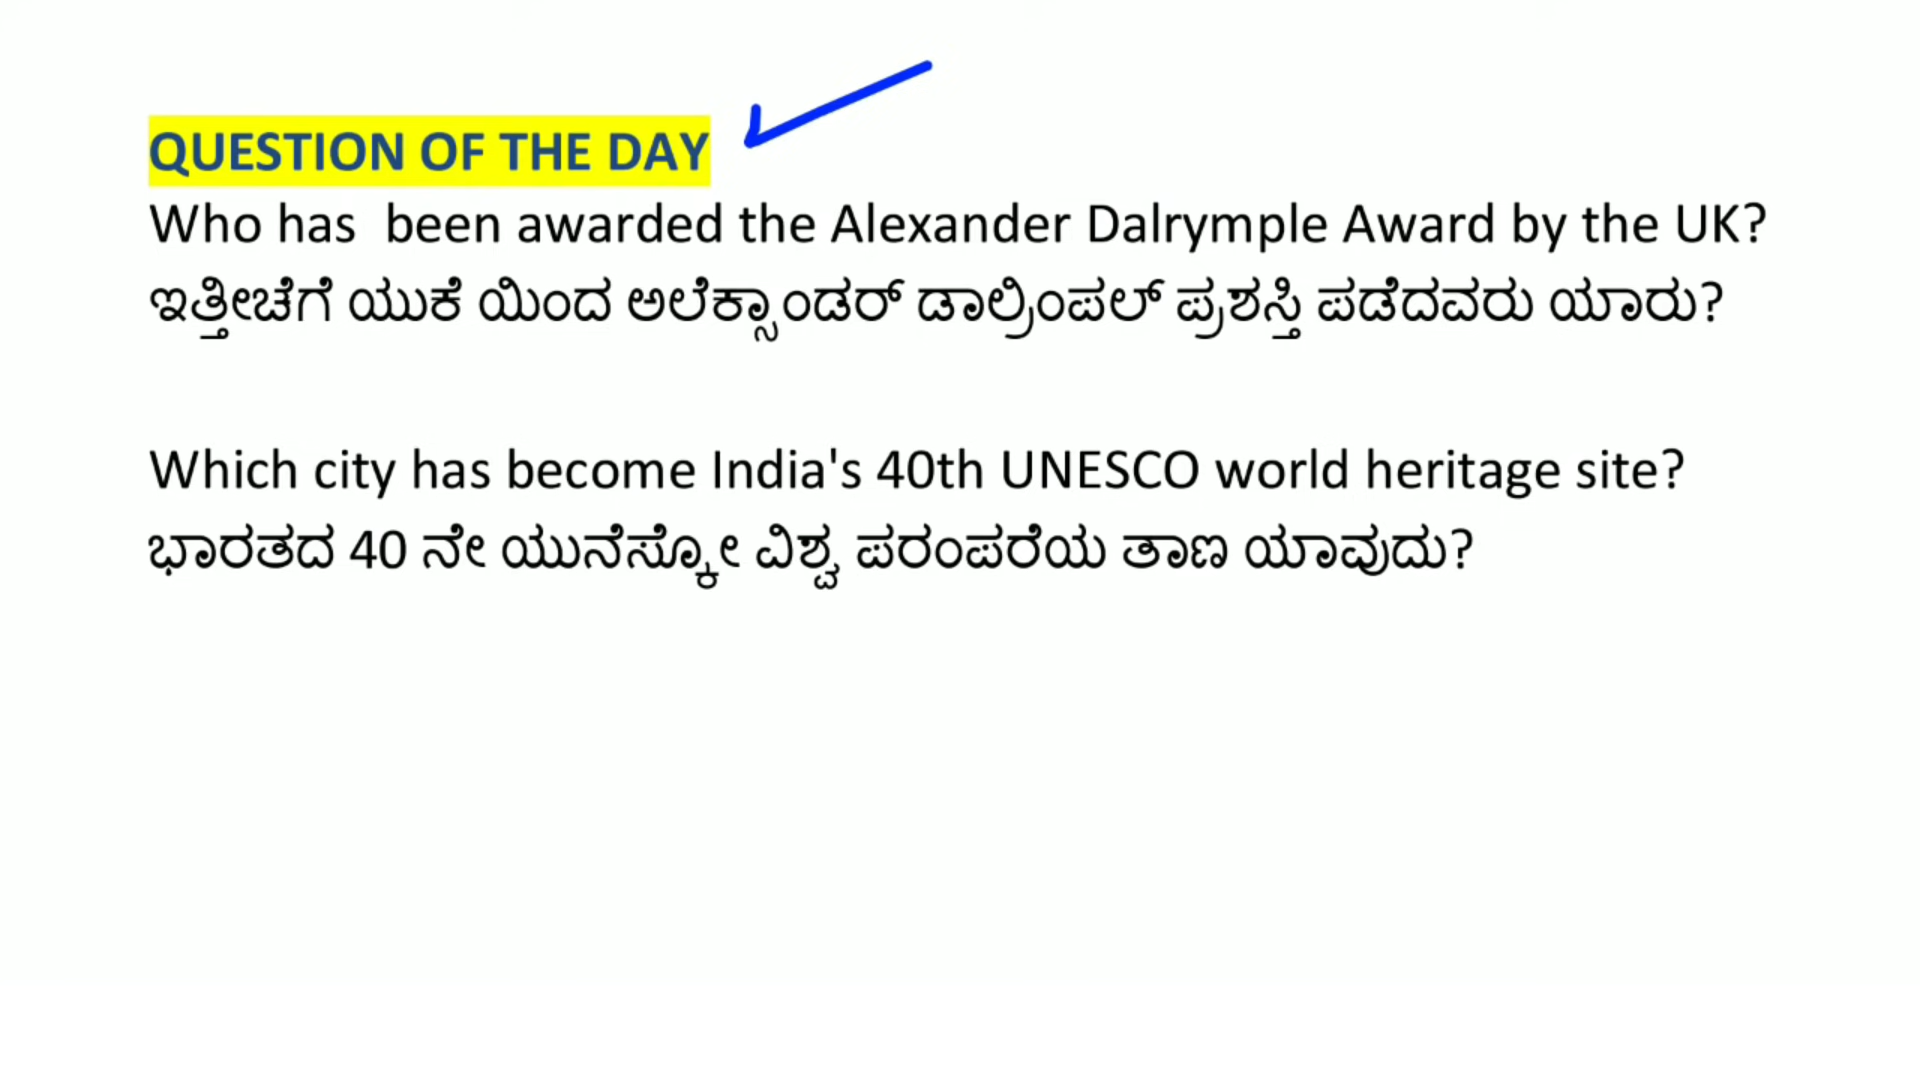 QUESTION OF THE DAY
Who has  been awarded the Alexander Dalrymple Award by the UK?
ಇತ್ತೀಚೆಗೆ ಯುಕೆ ಯಿಂದ ಅಲೆಕ್ಸಾಂಡರ್ ಡಾಲ್ರಿಂಪಲ್ ಪ್ರಶಸ್ತಿ ಪಡೆದವರು ಯಾರು?
Which city has become India's 40th UNESCO world heritage site?
ಭಾರತದ 40 ನೇ ಯುನೆಸ್ಕೋ ವಿಶ್ವ ಪರಂಪರೆಯ ತಾಣ ಯಾವುದು?